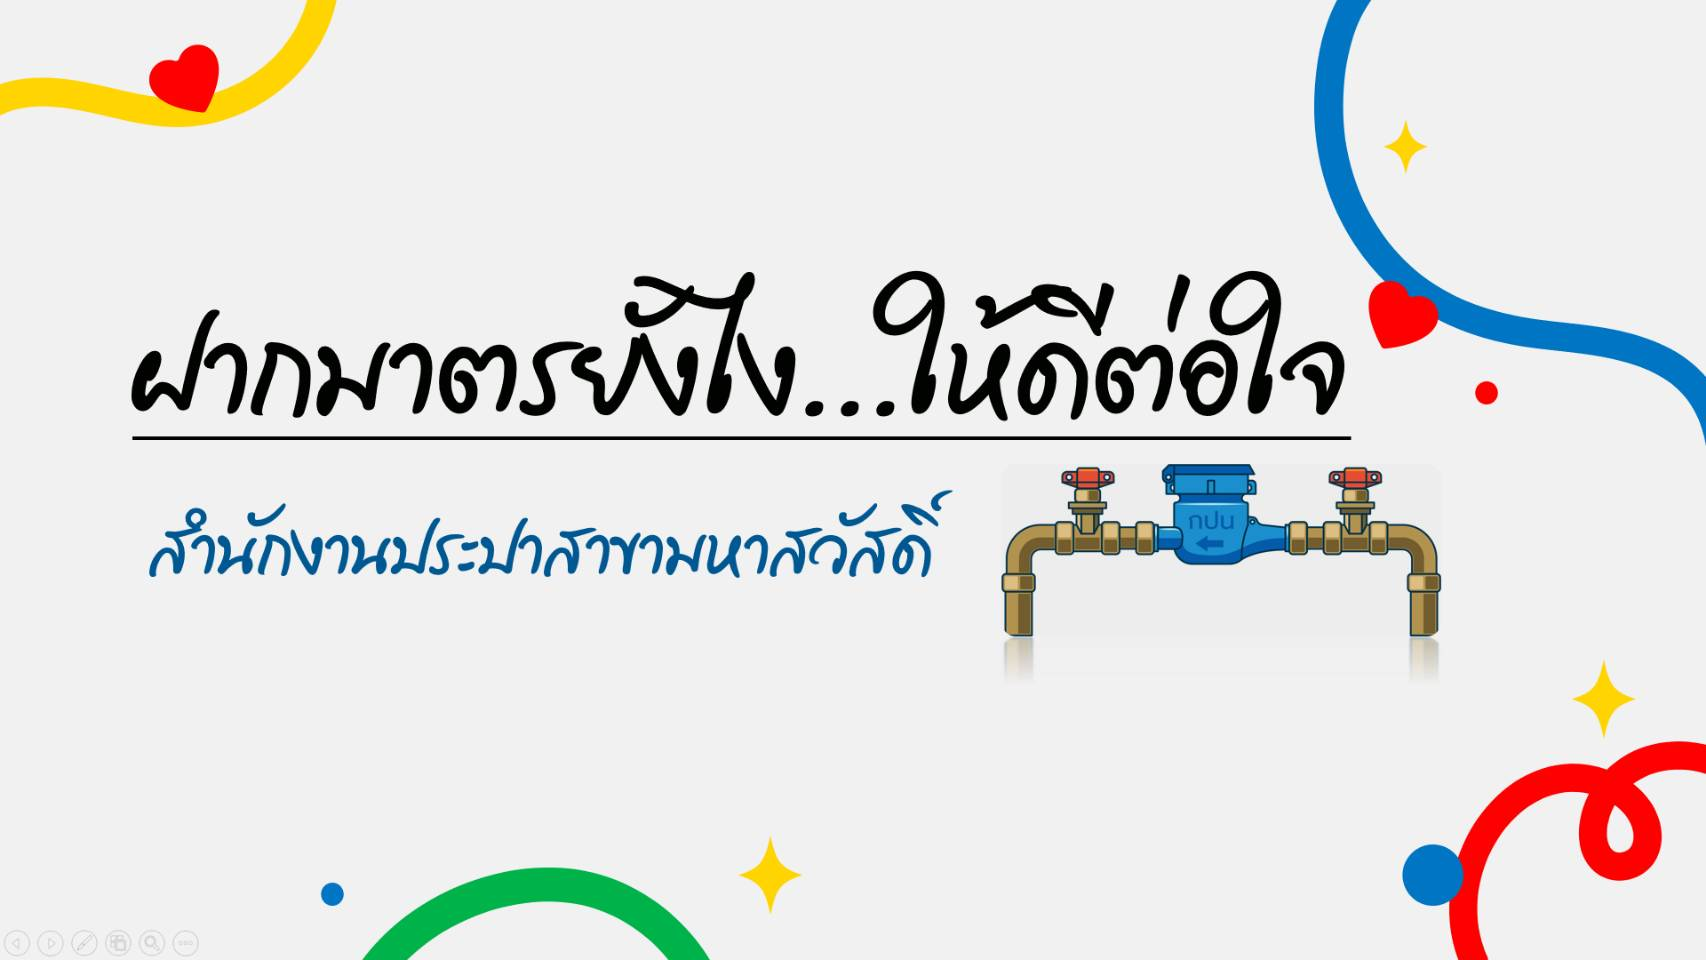 ฝากมาตรยังไง...ให้ดีต่อใจ
สำนักงานประปาสาขามหาสวัสดิ์
กปน